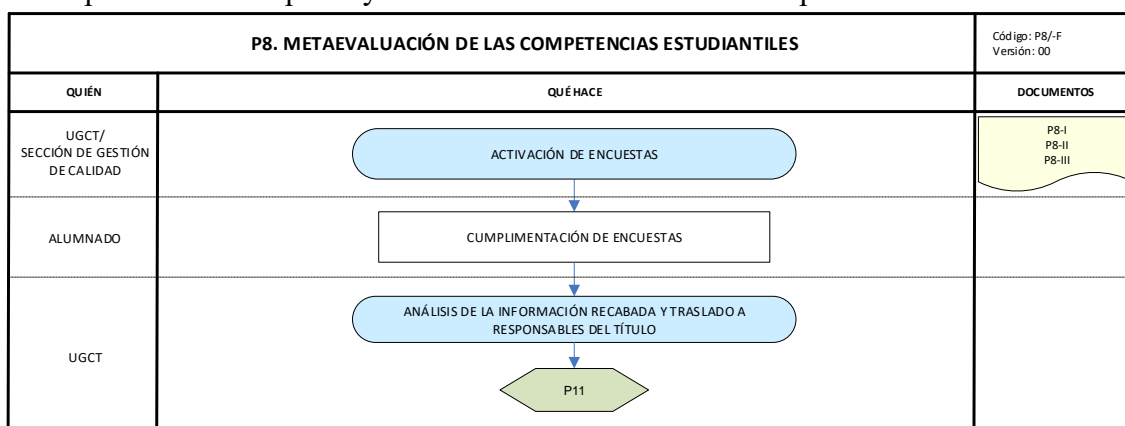 P8. METAEVALUACIÓN DE LAS COMPETENCIAS ESTUDIANTILES
Código: P8/-F
Versión: 00
QUIÉN
QUÉ HACE
DOCUMENTOS
UGCT/
SECCIÓN DE GESTIÓN
DE CALIDAD
ACTIVACIÓN DE ENCUESTAS
P8-I
P8-II
P8-III
ALUMNADO
CUMPLIMENTACIÓN DE ENCUESTAS
UGCT
ANÁLISIS DE LA INFORMACIÓN RECABADA Y TRASLADO A
RESPONSABLES DEL TÍTULO
P11